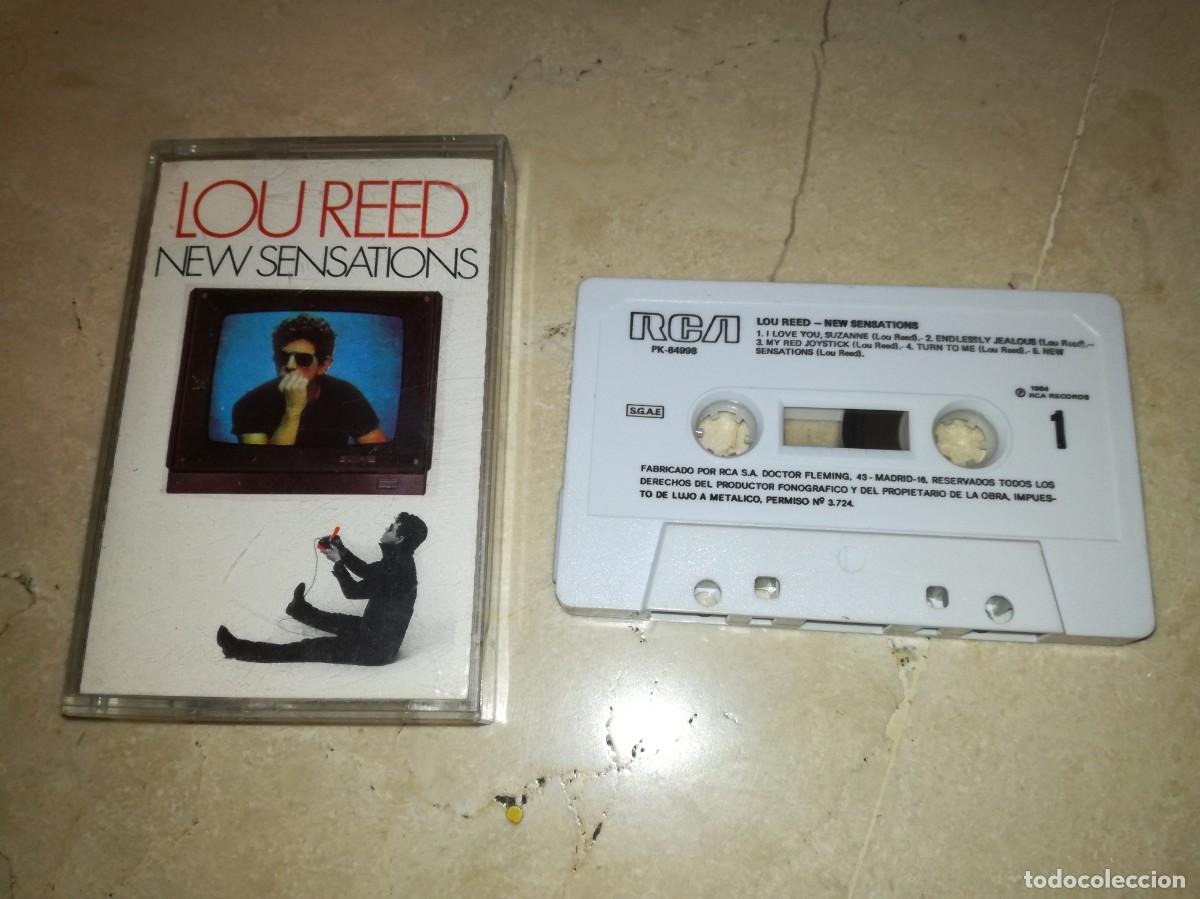 LOU REED
NEW SENSATIONS
RCA
PK-84998
LOU REED – NEW SENSATIONS
1. I LOVE YOU, SUZANNE (Lou Reed).- 2. ENDLESSLY JEALOUS (Lou Reed).–
3. MY RED JOYSTICK (Lou Reed).- 4. TURN TO ME (Lou Reed).- 5. NEW
SENSATIONS (Lou Reed).
S.G.A.E
℗ 1984
RCA RECORDS
1
FABRICADO POR RCA S.A. DOCTOR FLEMING, 43 - MADRID-16. RESERVADOS TODOS LOS
DERECHOS DEL PRODUCTOR FONOGRAFICO Y DEL PROPIETARIO DE LA OBRA, IMPUES-
TO DE LUJO A METALICO, PERMISO Nº 3.724.
todocoleccion